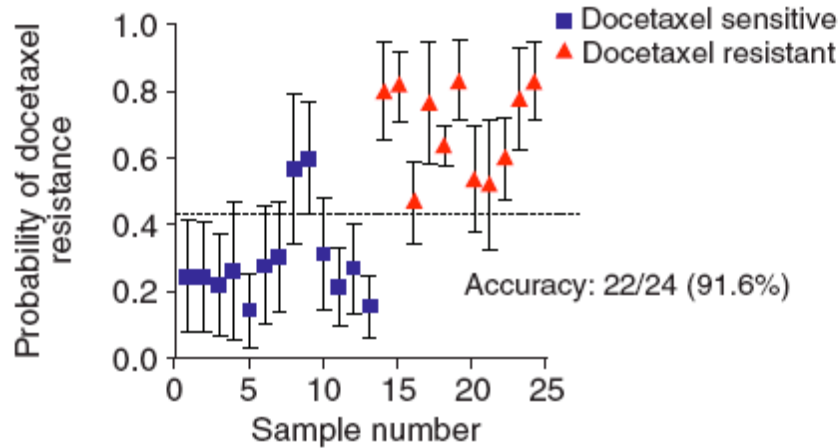 Docetaxel sensitive
Docetaxel resistant
Probability of docetaxel
resistance
1.0
0.8
0.6
0.4
0.2
0.0
Accuracy: 22/24 (91.6%)
0 5 10 15 20 25
Sample number